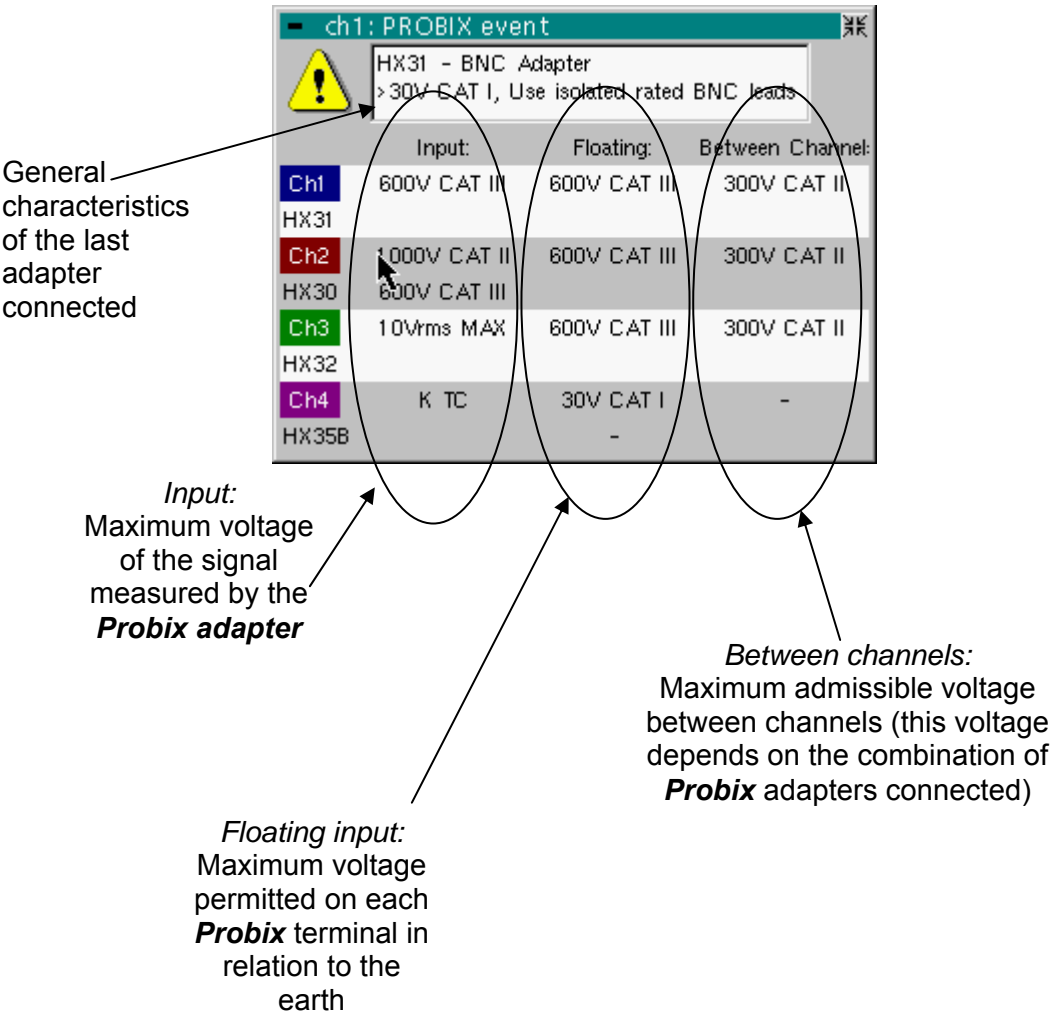 ch1: PROBIX event
HX31 - BNC Adapter
>30V CAT I, Use isolated rated BNC leads
Input: Floating: Between Channel:
Ch1 600V CAT III 600V CAT III 300V CAT II
HX31
Ch2 1000V CAT II 600V CAT III 300V CAT II
HX30 600V CAT III
Ch3 10Vrms MAX 600V CAT III 300V CAT II
HX32
Ch4 K TC 30V CAT I -
HX35B -
General
characteristics
of the last
adapter
connected
Input:
Maximum voltage
of the signal
measured by the
Probix adapter
Between channels:
Maximum admissible voltage
between channels (this voltage
depends on the combination of
Probix adapters connected)
Floating input:
Maximum voltage
permitted on each
Probix terminal in
relation to the
earth